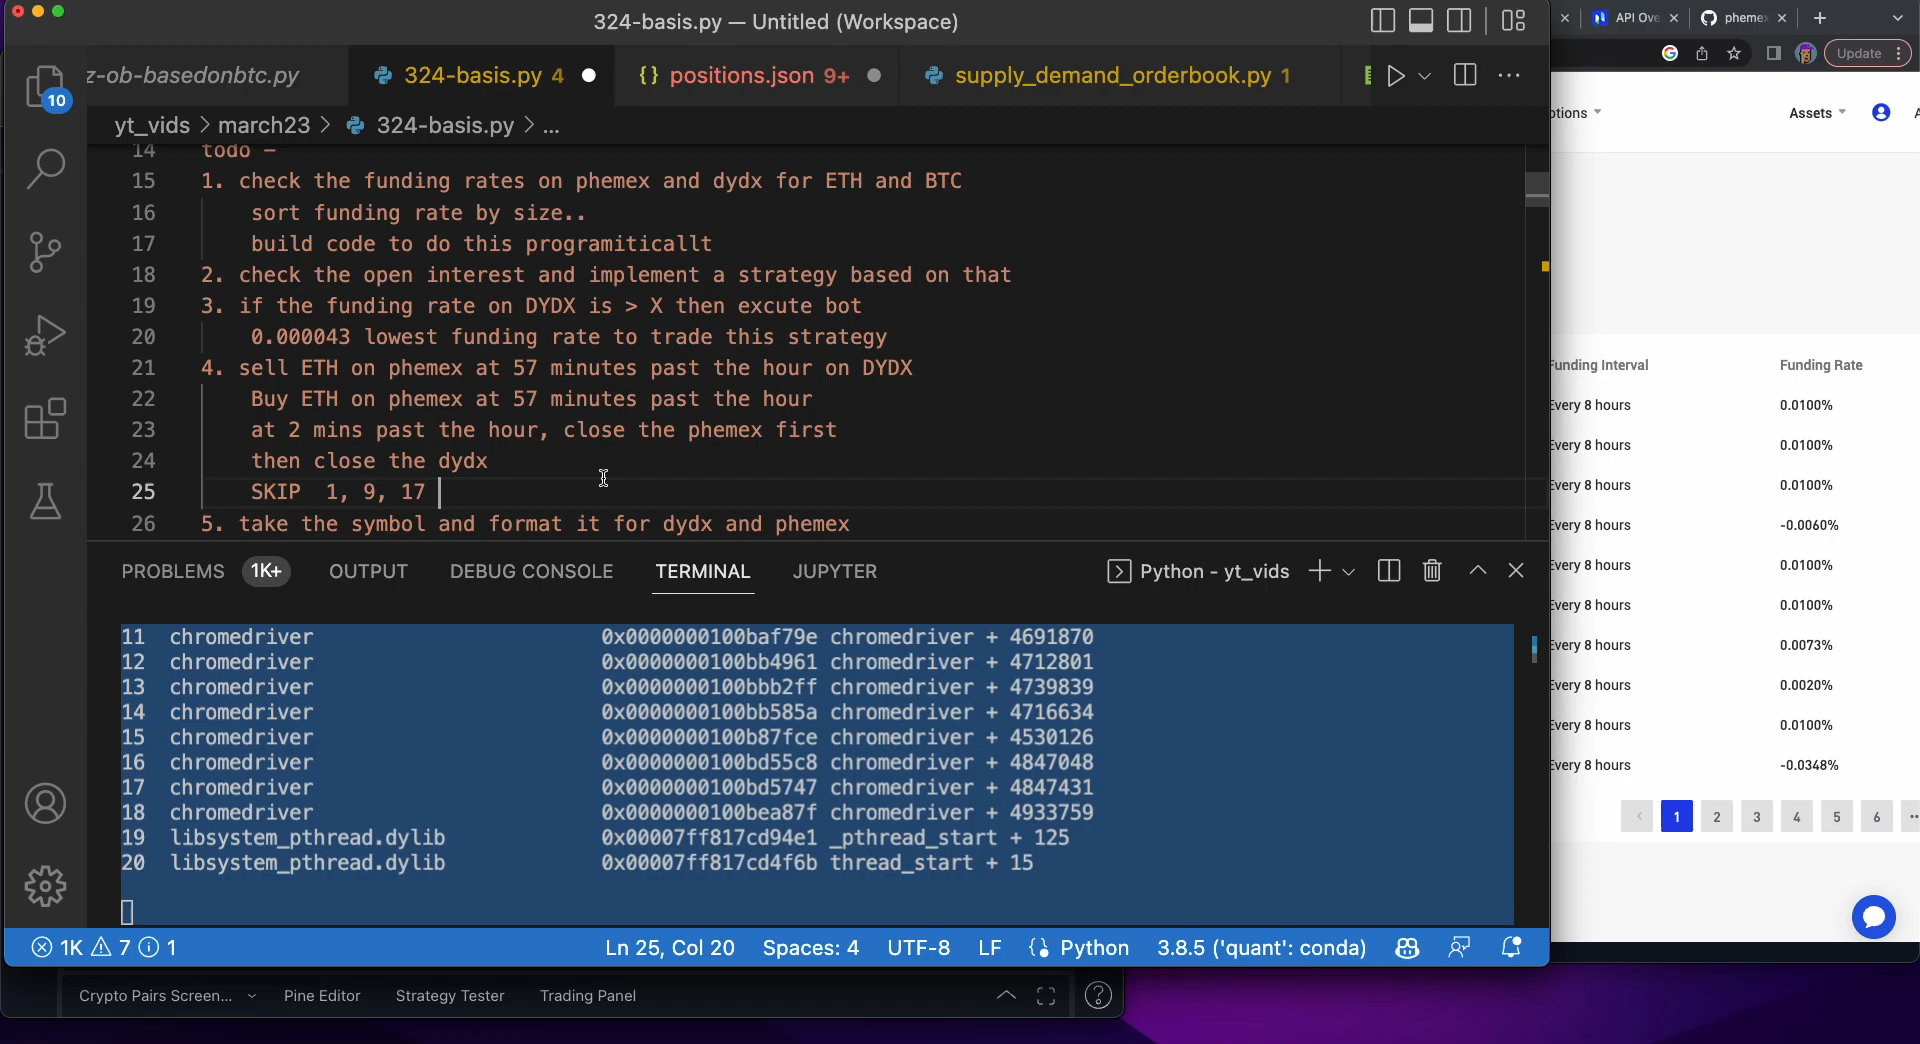 324-basis.py — Untitled (Workspace)
z-ob-basedonbtc.py
324-basis.py 4
{} positions.json 9+
supply_demand_orderbook.py 1
10
yt_vids > march23 > 324-basis.py > ...
14 todo -
15 1. check the funding rates on phemex and dydx for ETH and BTC
16 sort funding rate by size..
17 build code to do this programiticallt
18 2. check the open interest and implement a strategy based on that
19 3. if the funding rate on DYDX is > X then excute bot
20 0.000043 lowest funding rate to trade this strategy
21 4. sell ETH on phemex at 57 minutes past the hour on DYDX
22 Buy ETH on phemex at 57 minutes past the hour
23 at 2 mins past the hour, close the phemex first
24 then close the dydx
25 SKIP 1, 9, 17
26 5. take the symbol and format it for dydx and phemex
PROBLEMS 1K+ OUTPUT DEBUG CONSOLE TERMINAL JUPYTER
Python - yt_vids
11 chromedriver 0x0000000100baf79e chromedriver + 4691870
12 chromedriver 0x0000000100bb4961 chromedriver + 4712801
13 chromedriver 0x0000000100bbb2ff chromedriver + 4739839
14 chromedriver 0x0000000100bb585a chromedriver + 4716634
15 chromedriver 0x0000000100b87fce chromedriver + 4530126
16 chromedriver 0x0000000100bd55c8 chromedriver + 4847048
17 chromedriver 0x0000000100bd5747 chromedriver + 4847431
18 chromedriver 0x0000000100bea87f chromedriver + 4933759
19 libsystem_pthread.dylib 0x00007ff817cd94e1 _pthread_start + 125
20 libsystem_pthread.dylib 0x00007ff817cd4f6b thread_start + 15
1K 7 1
Ln 25, Col 20 Spaces: 4 UTF-8 LF Python 3.8.5 ('quant': conda)
Crypto Pairs Screen... Pine Editor Strategy Tester Trading Panel
API Ove
phemex
Update
ptions
Assets
Funding Interval Funding Rate
Every 8 hours 0.0100%
Every 8 hours 0.0100%
Every 8 hours 0.0100%
Every 8 hours -0.0060%
Every 8 hours 0.0100%
Every 8 hours 0.0100%
Every 8 hours 0.0073%
Every 8 hours 0.0020%
Every 8 hours 0.0100%
Every 8 hours -0.0348%
< 1 2 3 4 5 6 ••